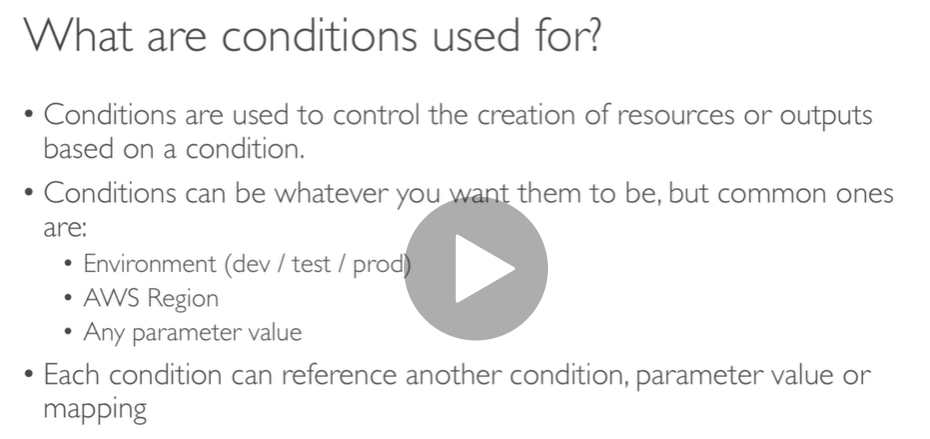 What are conditions used for?
• Conditions are used to control the creation of resources or outputs
based on a condition.
• Conditions can be whatever you want them to be, but common ones
are:
• Environment (dev / test / prod)
• AWS Region
• Any parameter value
• Each condition can reference another condition, parameter value or
mapping